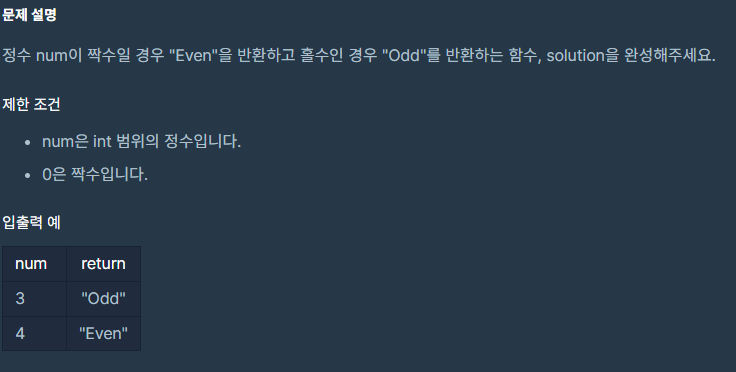 문제 설명
정수 num이 짝수일 경우 "Even"을 반환하고 홀수인 경우 "Odd"를 반환하는 함수, solution을 완성해주세요.
제한 조건
• num은 int 범위의 정수입니다.
• 0은 짝수입니다.
입출력 예
num return
3 "Odd"
4 "Even"